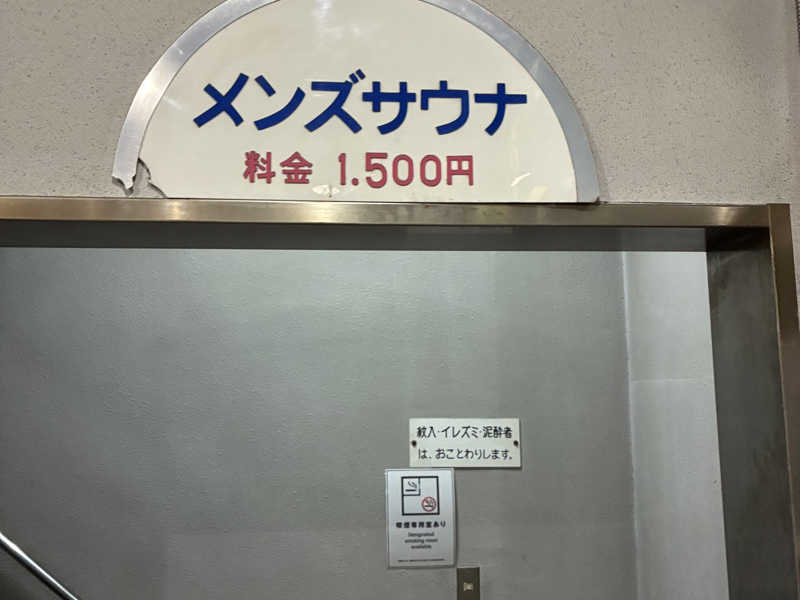 メンズサウナ
料金 1.500円
紋入・イレズミ・泥酔者
は、おことわりします。
喫煙専用室あり
Designated
smoking room
available